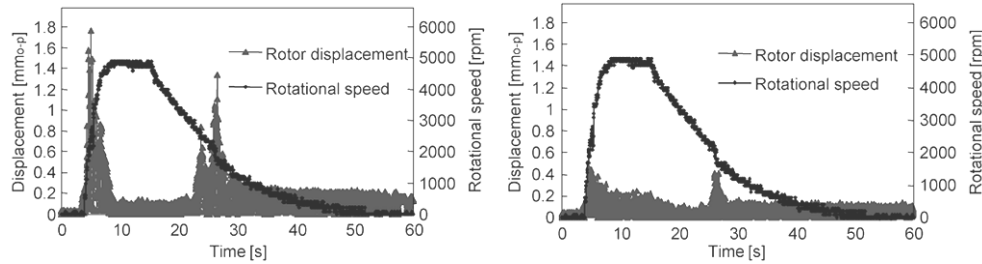 Displacement [mmo-p]
1.8
1.6
1.4
1.2
1
0.8
0.6
0.4
0.2
0
Rotor displacement
Rotational speed
6000
5000
4000
3000
2000
1000
0
Rotational speed [rpm]
0 10 20 30 40 50 60
Time [s]
Displacement [mmo-p]
1.8
1.6
1.4
1.2
1
0.8
0.6
0.4
0.2
0
Rotor displacement
Rotational speed
6000
5000
4000
3000
2000
1000
0
Rotational speed [rpm]
0 10 20 30 40 50 60
Time [s]